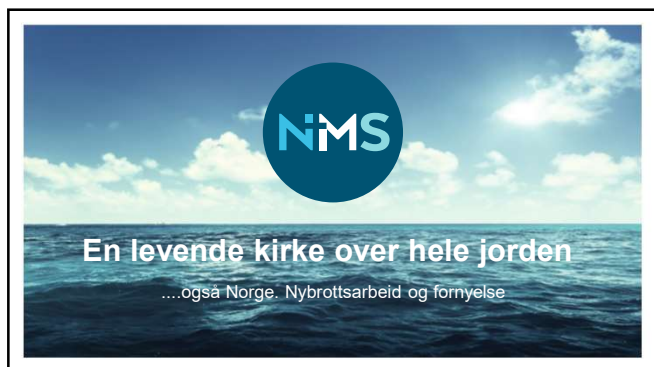 NMS
En levende kirke over hele jorden
....også Norge. Nybrottsarbeid og fornyelse